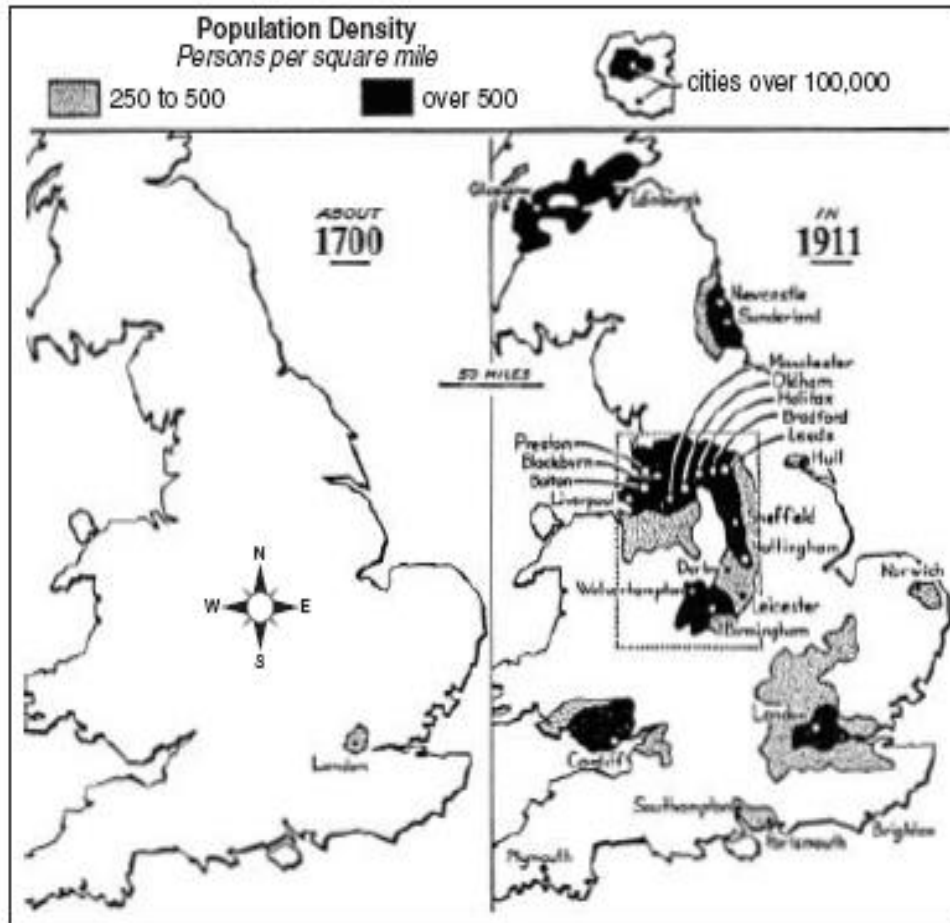 Population Density
Persons per square mile
250 to 500
over 500
cities over 100,000
ABOUT
1700
IN
1911
Edinburgh
Newcastle
Sunderland
50 MILES
Manchester
Oldham
Halifax
Bradford
Leeds
Preston
Blackburn
Bolton
Liverpool
Hull
Sheffield
Nottingham
Derby
Norwich
Wolverhampton
Leicester
Birmingham
N
W
E
S
London
London
Cardiff
Southampton
Portsmouth
Brighton
Plymouth